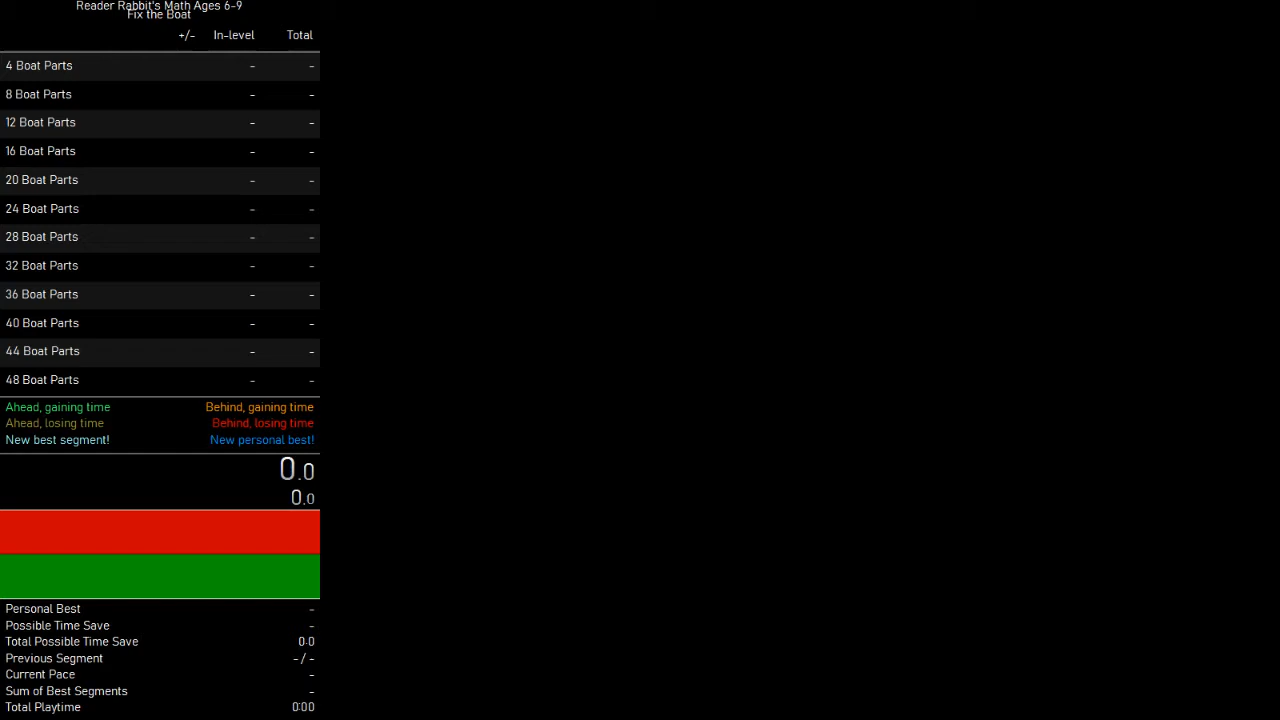 Reader Rabbit's Math Ages 6-9
Fix the Boat
+/- In-level Total
4 Boat Parts - -
8 Boat Parts - -
12 Boat Parts - -
16 Boat Parts - -
20 Boat Parts - -
24 Boat Parts - -
28 Boat Parts - -
32 Boat Parts - -
36 Boat Parts - -
40 Boat Parts - -
44 Boat Parts - -
48 Boat Parts - -
Ahead, gaining time Behind, gaining time
Ahead, losing time Behind, losing time
New best segment! New personal best!
0.0
0.0
Personal Best -
Possible Time Save -
Total Possible Time Save 0.0
Previous Segment - / -
Current Pace -
Sum of Best Segments -
Total Playtime 0:00